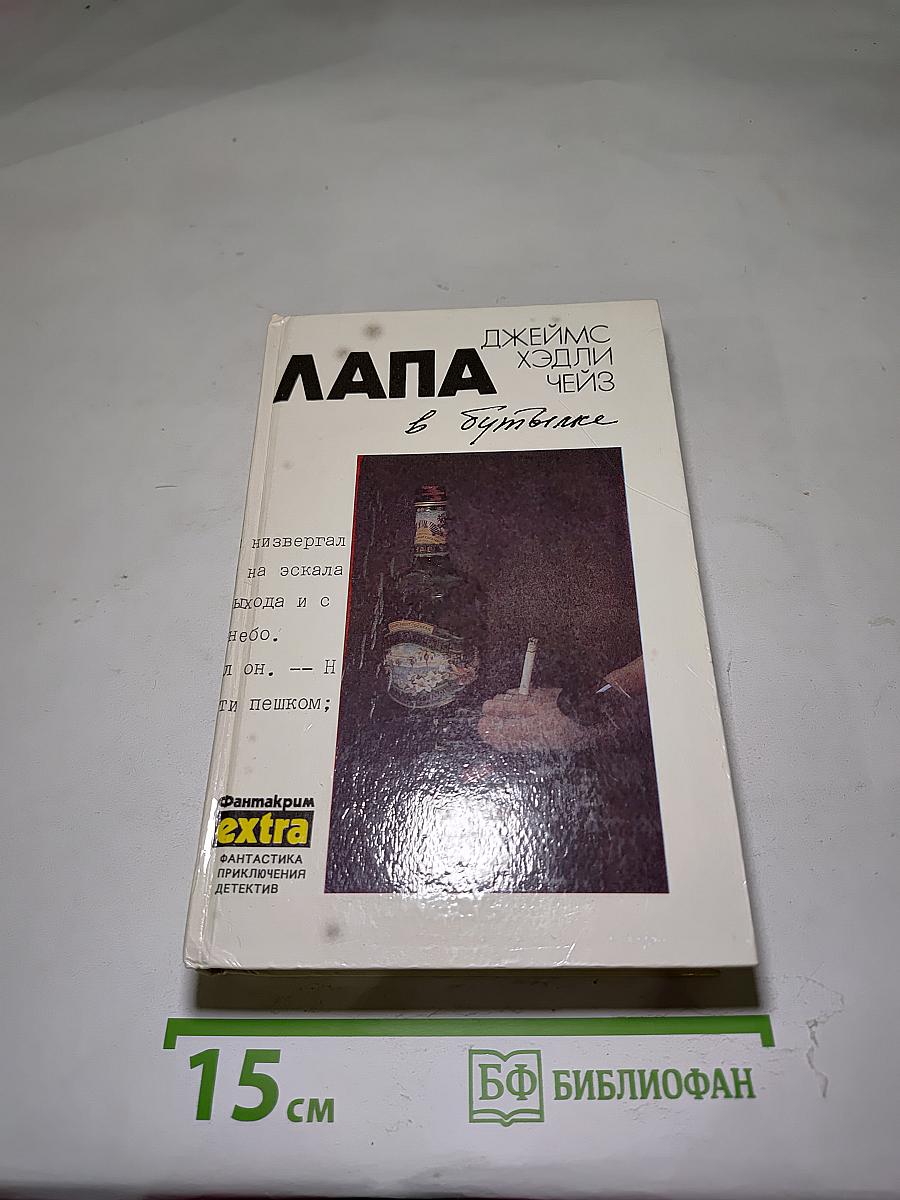 ДЖЕЙМС
ХЭДЛИ
ЧЕЙЗ
ЛАПА
в бутылке
низвергал
на эскала
ыхода и с
небо.
л он. -- Н
ти пешком;
Фантакрим
extra
ФАНТАСТИКА
ПРИКЛЮЧЕНИЯ
ДЕТЕКТИВ
15 см
БФ БИБЛИОФАН